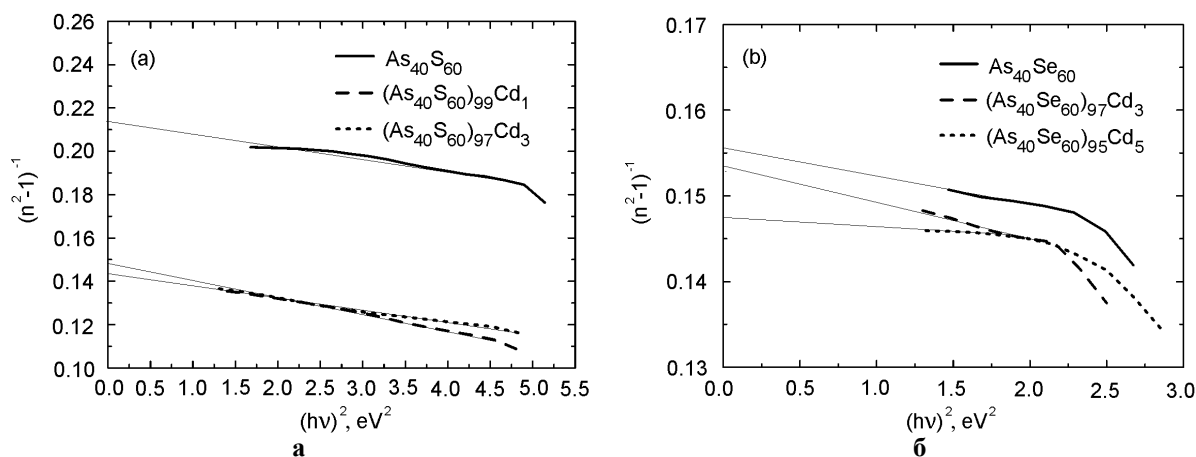 (a)
As₄₀S₆₀
(As₄₀S₆₀)₉₉Cd₁
(As₄₀S₆₀)₉₇Cd₃
(n²-1)⁻¹
0.26
0.24
0.22
0.20
0.18
0.16
0.14
0.12
0.10
0.0 0.5 1.0 1.5 2.0 2.5 3.0 3.5 4.0 4.5 5.0 5.5
(hν)², eV²
а
(b)
As₄₀Se₆₀
(As₄₀Se₆₀)₉₇Cd₃
(As₄₀Se₆₀)₉₅Cd₅
(n²-1)⁻¹
0.17
0.16
0.15
0.14
0.13
0.0 0.5 1.0 1.5 2.0 2.5 3.0
(hν)², eV²
б